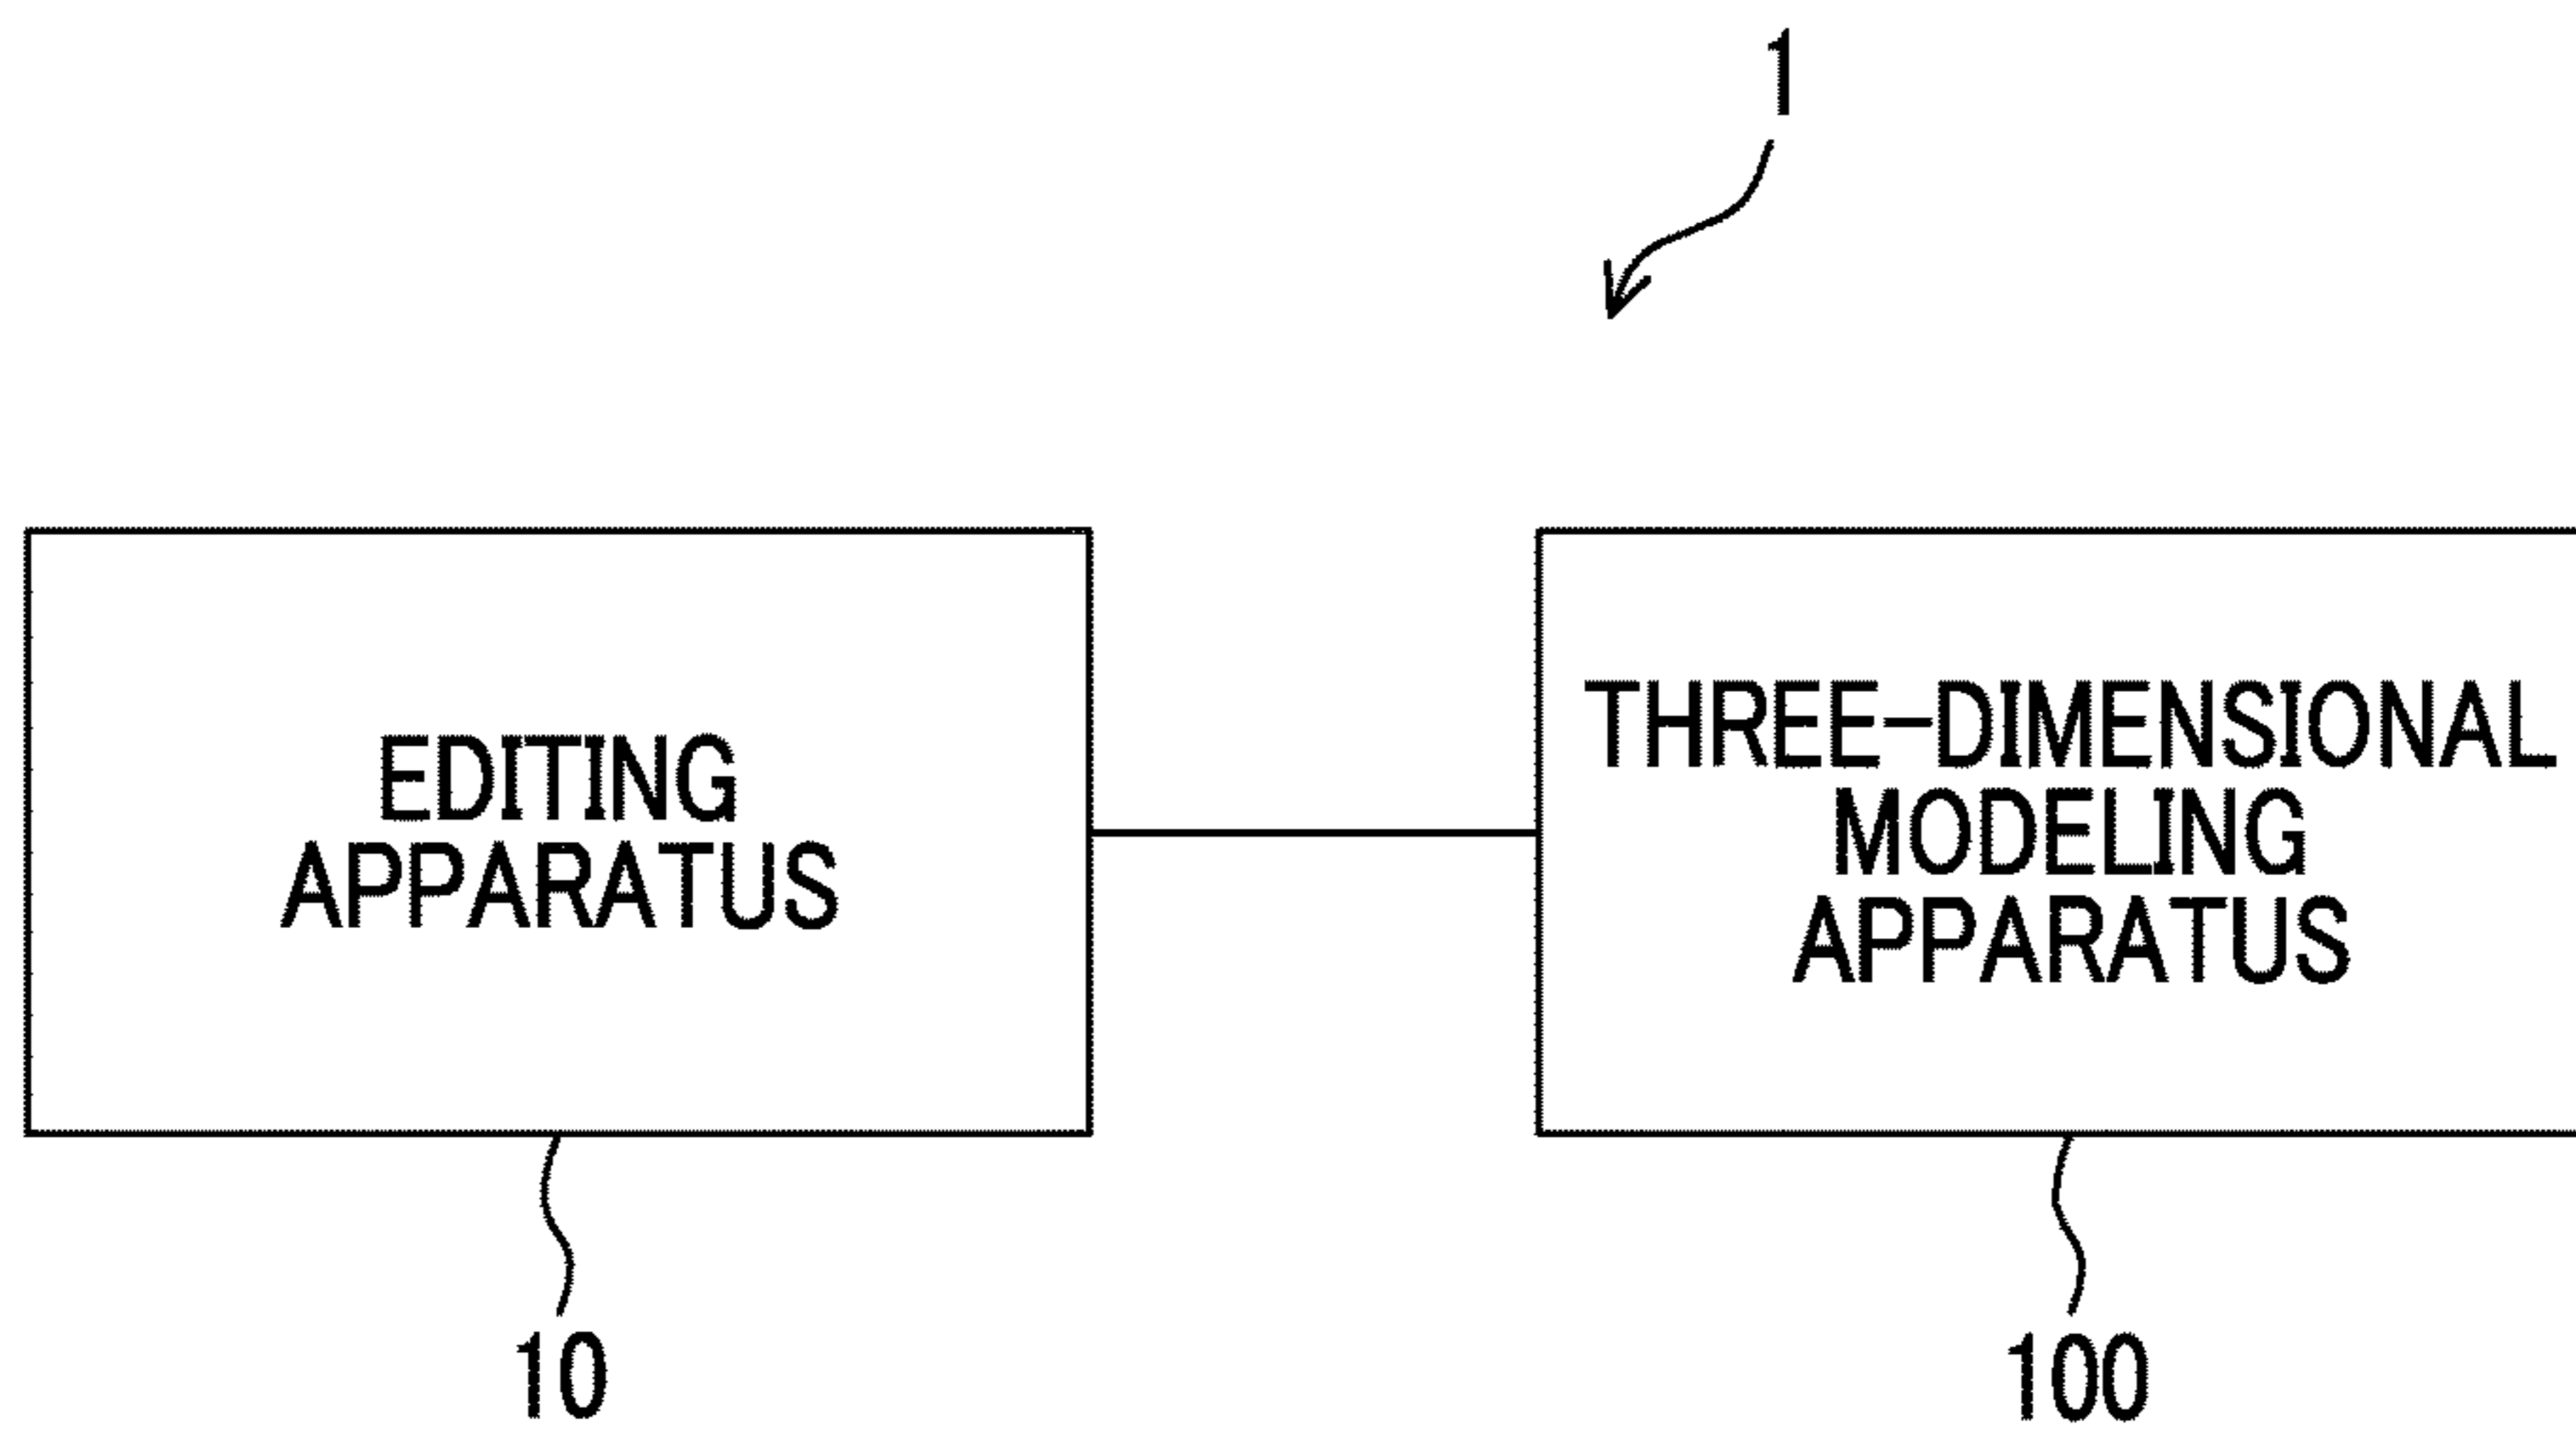 1
EDITING
APPARATUS
THREE-DIMENSIONAL
MODELING
APPARATUS
10
100